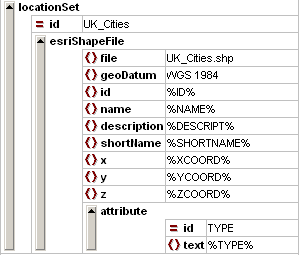 locationSet
= id UK_Cities
esriShapeFile
() file UK_Cities.shp
() geoDatum WGS 1984
() id %ID%
() name %NAME%
() description %DESCRIPT%
() shortName %SHORTNAME%
() x %XCOORD%
() y %YCOORD%
() z %ZCOORD%
attribute
= id TYPE
() text %TYPE%